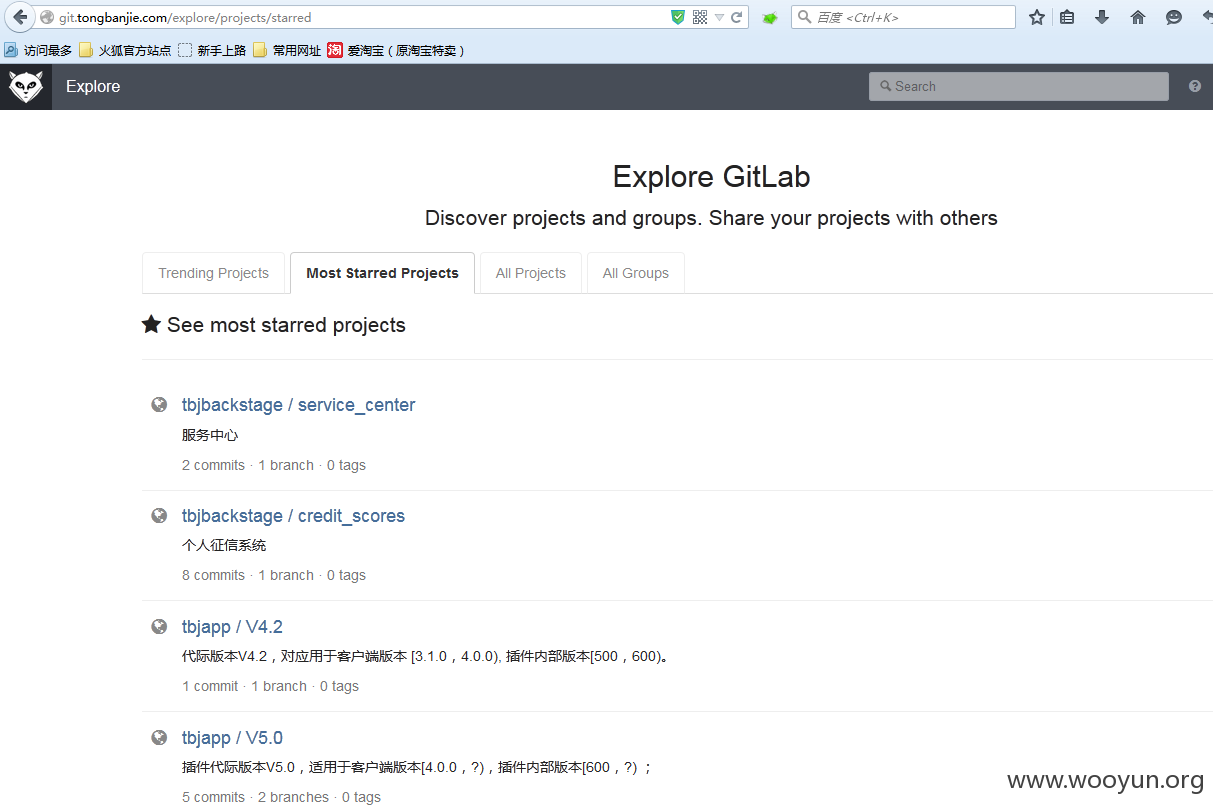 git.tongbanjie.com/explore/projects/starred
百度 <Ctrl+K>
访问最多 火狐官方站点 新手上路 常用网址 淘 爱淘宝（原淘宝特卖）
Explore Search ?
Explore GitLab
Discover projects and groups. Share your projects with others
Trending Projects Most Starred Projects All Projects All Groups
See most starred projects
tbjbackstage / service_center
服务中心
2 commits · 1 branch · 0 tags
tbjbackstage / credit_scores
个人征信系统
8 commits · 1 branch · 0 tags
tbjapp / V4.2
代际版本V4.2，对应用于客户端版本 [3.1.0，4.0.0), 插件内部版本[500，600)。
1 commit · 1 branch · 0 tags
tbjapp / V5.0
插件代际版本V5.0，适用于客户端版本[4.0.0，?)，插件内部版本[600，?) ；
5 commits · 2 branches · 0 tags
www.wooyun.org